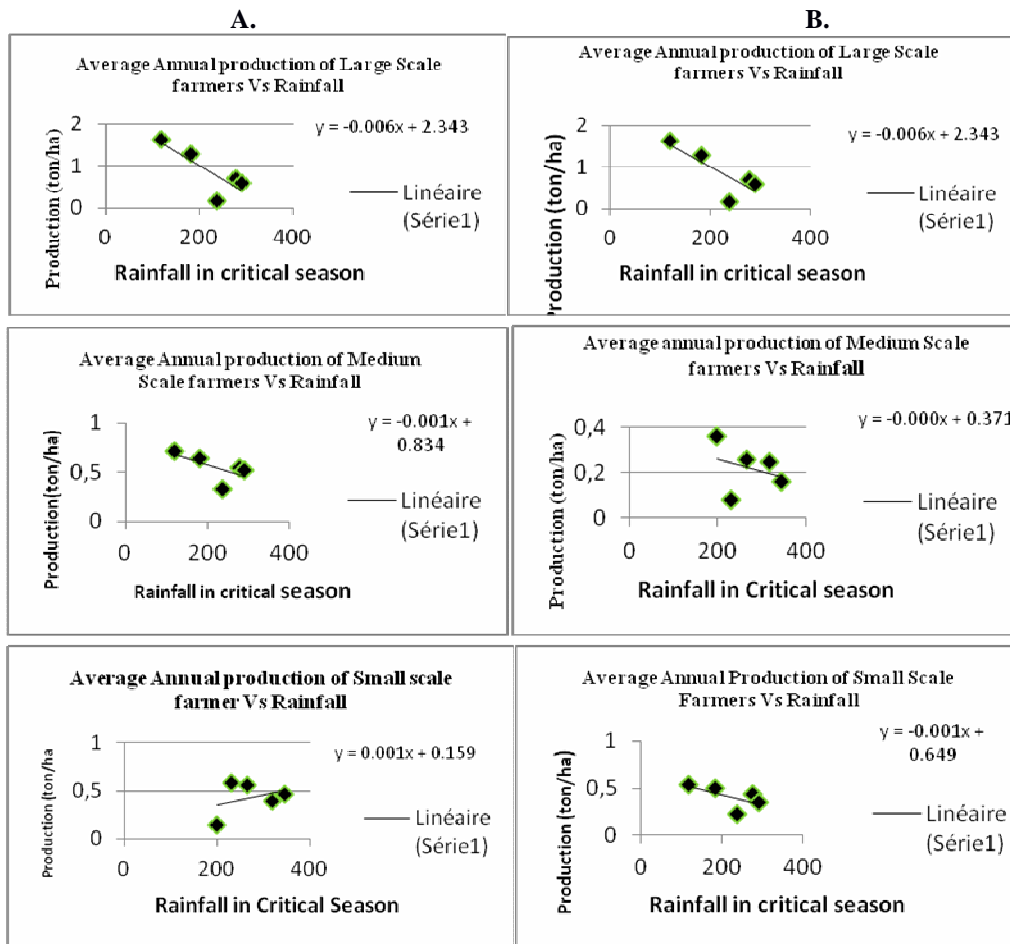 A.
B.
Average Annual production of Large Scale
farmers Vs Rainfall
Production (ton/ha)
2
1
0
0
200
400
y = -0.006x + 2.343
Linéaire
(Série1)
Rainfall in critical season
Average Annual production of Large Scale
farmers Vs Rainfall
Production (ton/ha)
2
1
0
0
200
400
y = -0.006x + 2.343
Linéaire
(Série1)
Rainfall in critical season
Average Annual production of Medium
Scale farmers Vs Rainfall
Production(ton/ha)
1
0,5
0
0
200
400
y = -0.001x +
0.834
Linéaire
(Série1)
Rainfall in critical season
Average annual production of Medium Scale
farmers Vs Rainfall
Production (ton/ha)
0,4
0,2
0
0
200
400
y = -0.000x + 0.371
Linéaire
(Série1)
Rainfall in Critical season
Average Annual production of Small scale
farmer Vs Rainfall
Production (ton/ha
1
0,5
0
0
200
400
y = 0.001x + 0.159
Linéaire
(Série1)
Rainfall in Critical Season
Average Annual Production of Small Scale
Farmers Vs Rainfall
Production (ton/ha)
1
0,5
0
0
200
400
y = -0.001x +
0.649
Linéaire
(Série1)
Rainfall in critical season